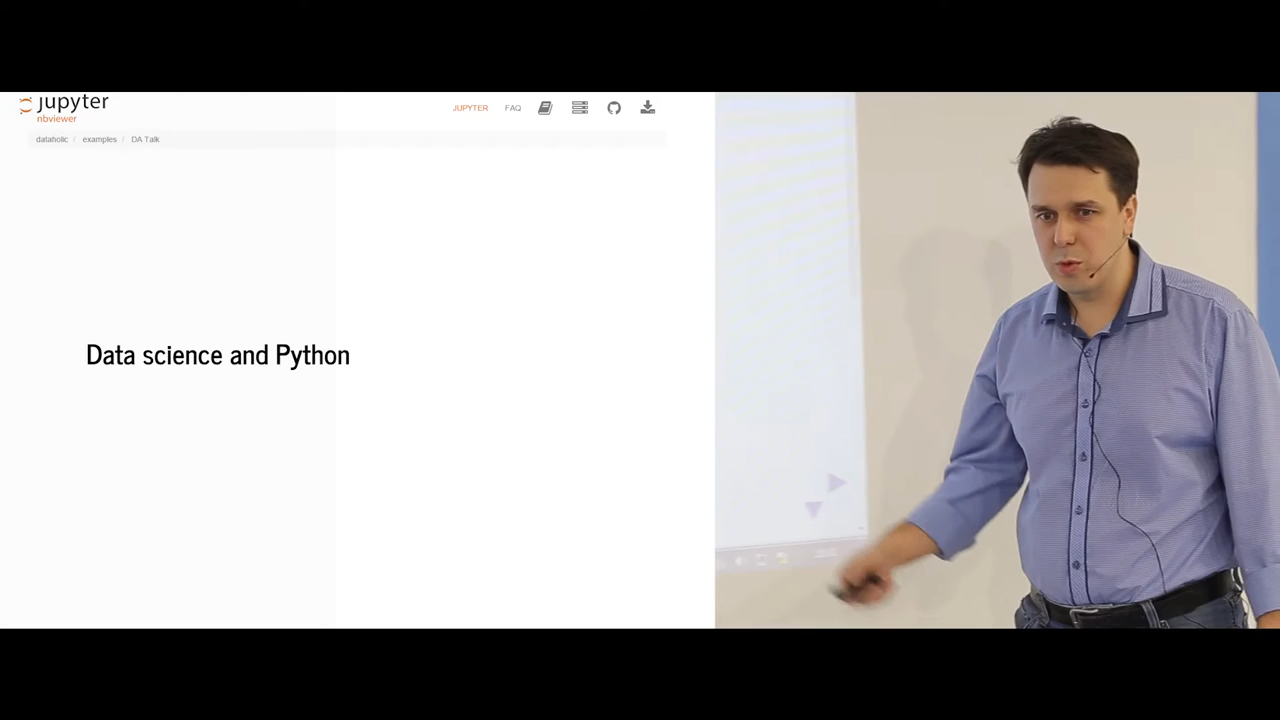 jupyter
nbviewer
JUPYTER FAQ
dataholic / examples / DA Talk
Data science and Python